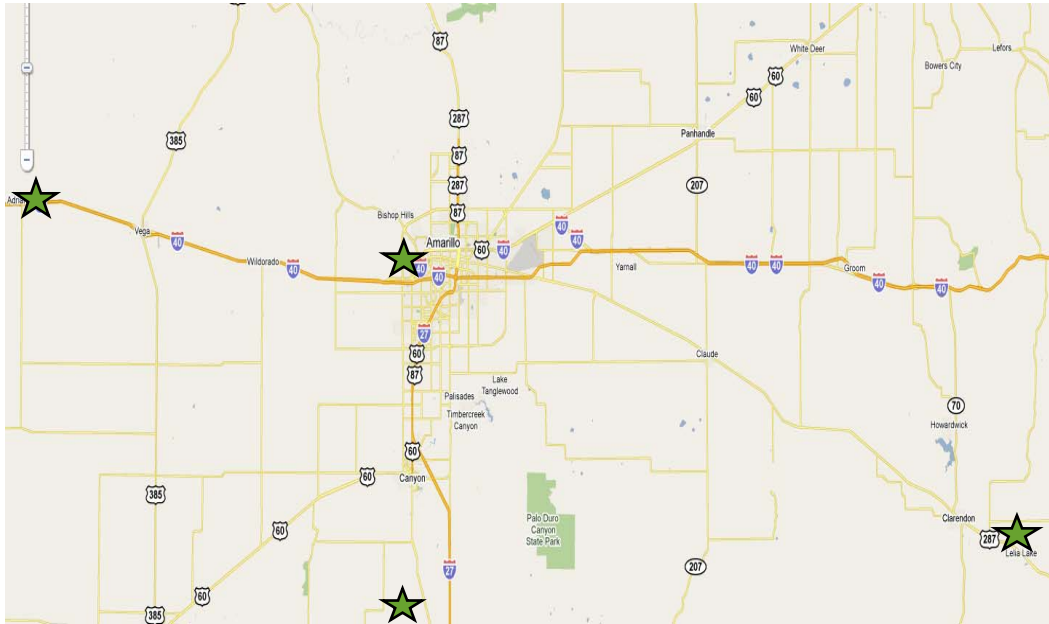 87
White Deer
Lefors
Bowers City
60
60
287
Panhandle
385
87
287
207
Bishop Hills
87
Vega
40
Amarillo
60
40
40
40
Wildorado
40
40
40
Yarnall
40
40
Groom
40
40
27
60
Claude
87
Lake
Tanglewood
Palisades
Timbercreek
Canyon
70
Howardwick
60
60
Canyon
385
Palo Duro
Canyon
State Park
Clarendon
60
287
Lelia Lake
27
207
60
385